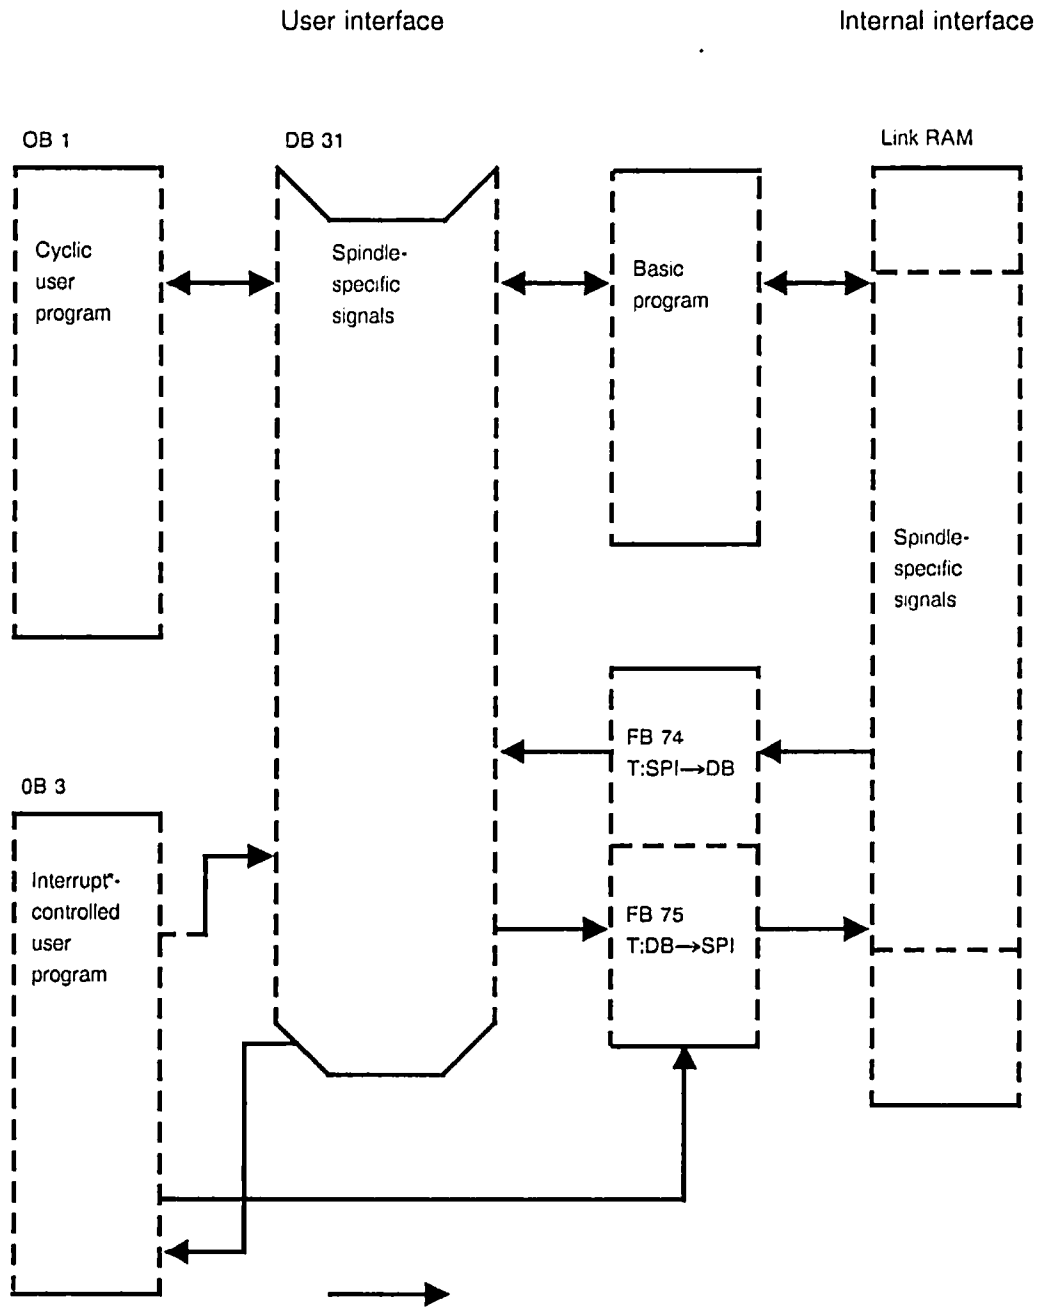 User interface
Internal interface
OB 1
DB 31
Link RAM
Cyclic
user
program
Spindle-
specific
signals
Basic
program
Spindle-
specific
signals
FB 74
T:SPI→DB
FB 75
T:DB→SPI
0B 3
Interrupt-
controlled
user
program